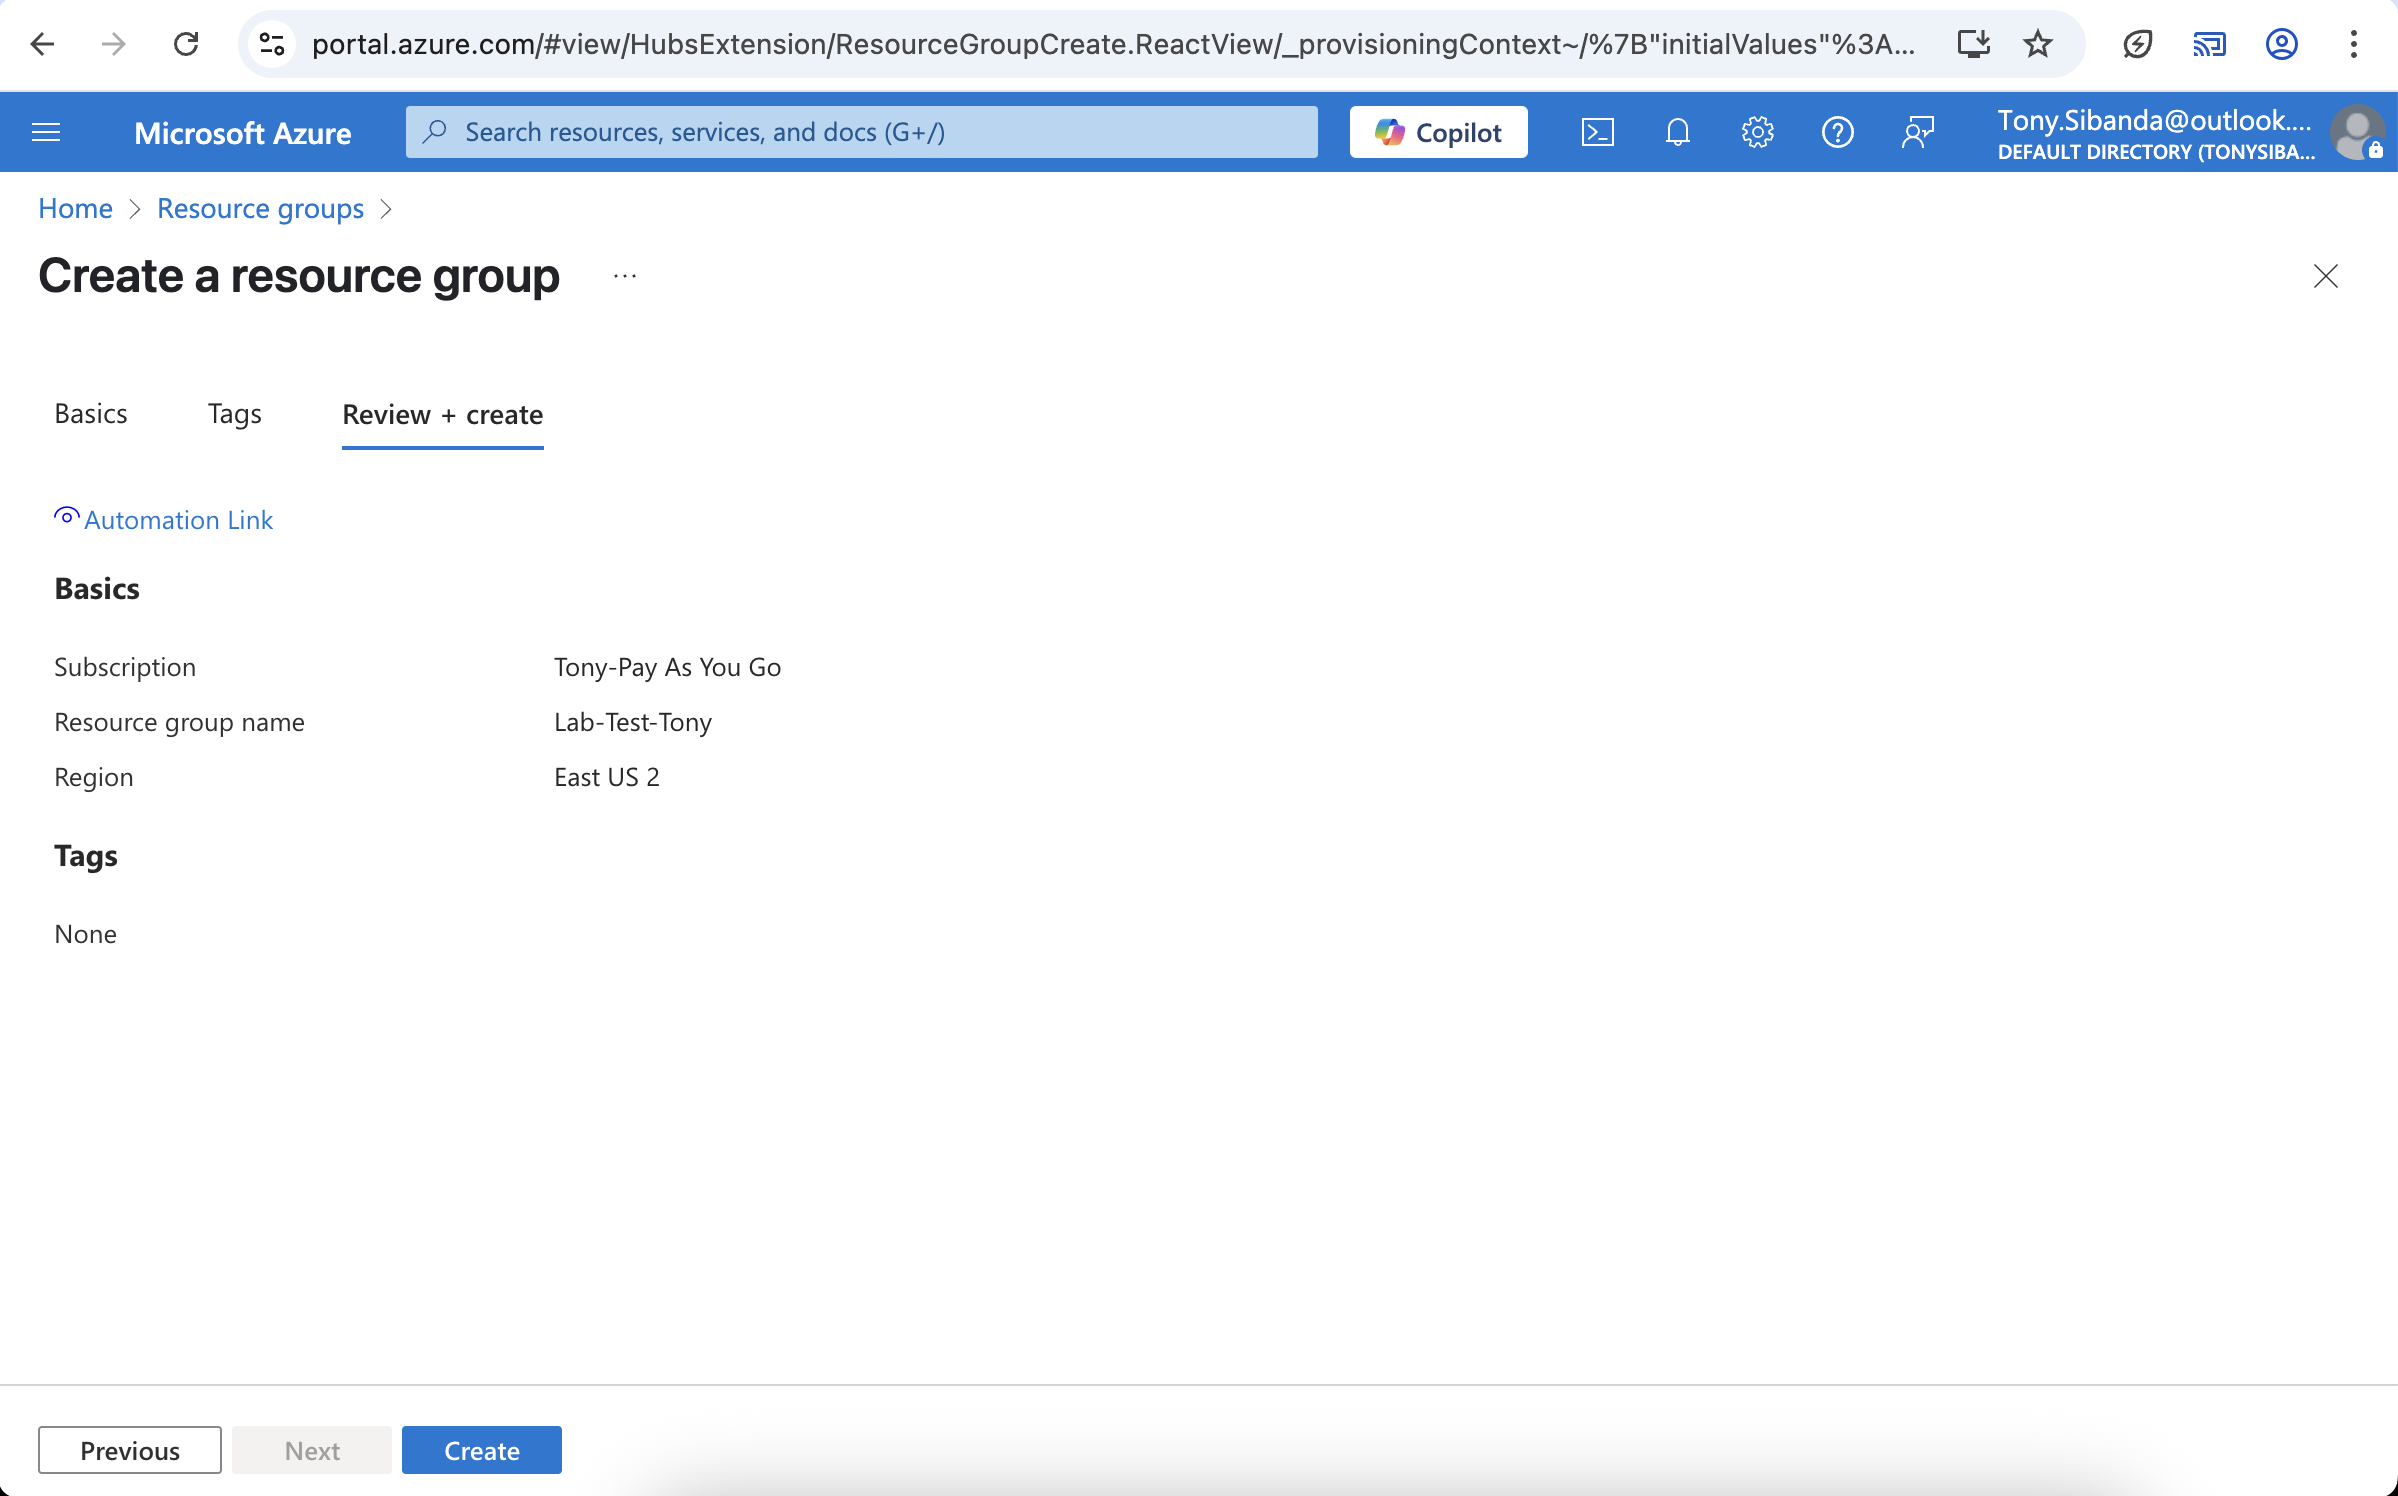 portal.azure.com/#view/HubsExtension/ResourceGroupCreate.ReactView/_provisioningContext~/%7B"initialValues"%3A...
Microsoft Azure
Search resources, services, and docs (G+/)
Copilot
Tony.Sibanda@outlook....
DEFAULT DIRECTORY (TONYSIBA...
Home > Resource groups >
Create a resource group ...
Basics Tags Review + create
Automation Link
Basics
Subscription Tony-Pay As You Go
Resource group name Lab-Test-Tony
Region East US 2
Tags
None
Previous Next Create